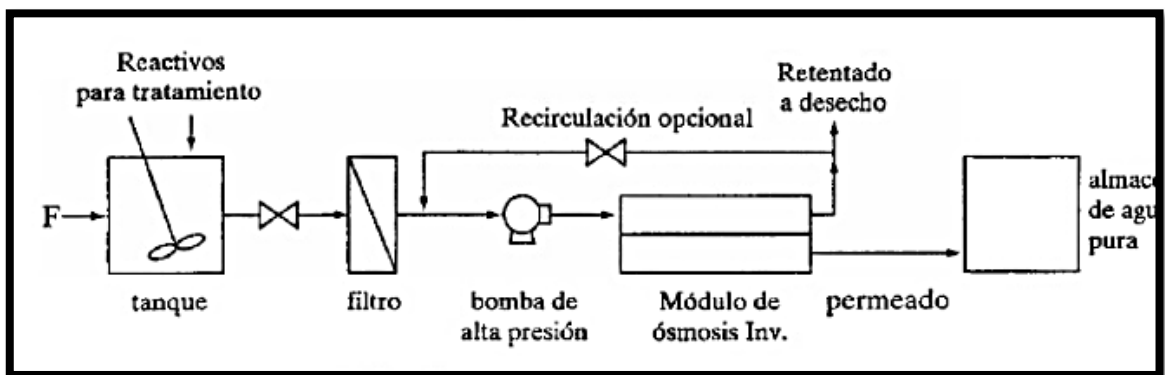 Reactivos
para tratamiento
Retentado
a desecho
Recirculación opcional
F
almac
de agu
pura
tanque
filtro
bomba de
alta presión
Módulo de
ósmosis Inv.
permeado